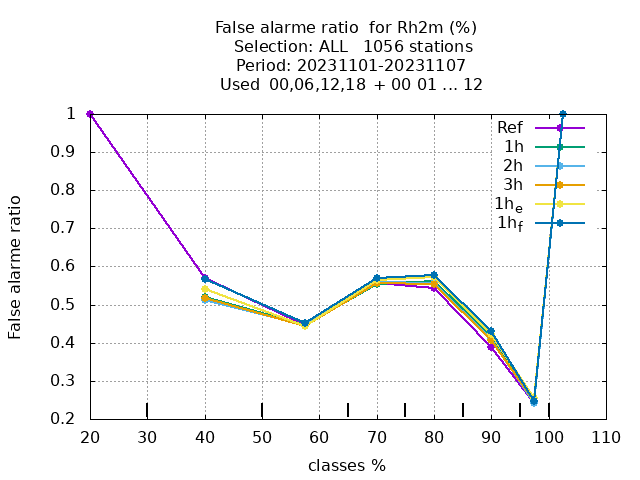 False alarme ratio  for Rh2m (%)
Selection: ALL   1056 stations
Period: 20231101-20231107
Used  00,06,12,18  + 00 01 ... 12
False alarme ratio
1
0.9
0.8
0.7
0.6
0.5
0.4
0.3
0.2
Ref
1h
2h
3h
1h_e
1h_f
20 30 40 50 60 70 80 90 100 110
classes %